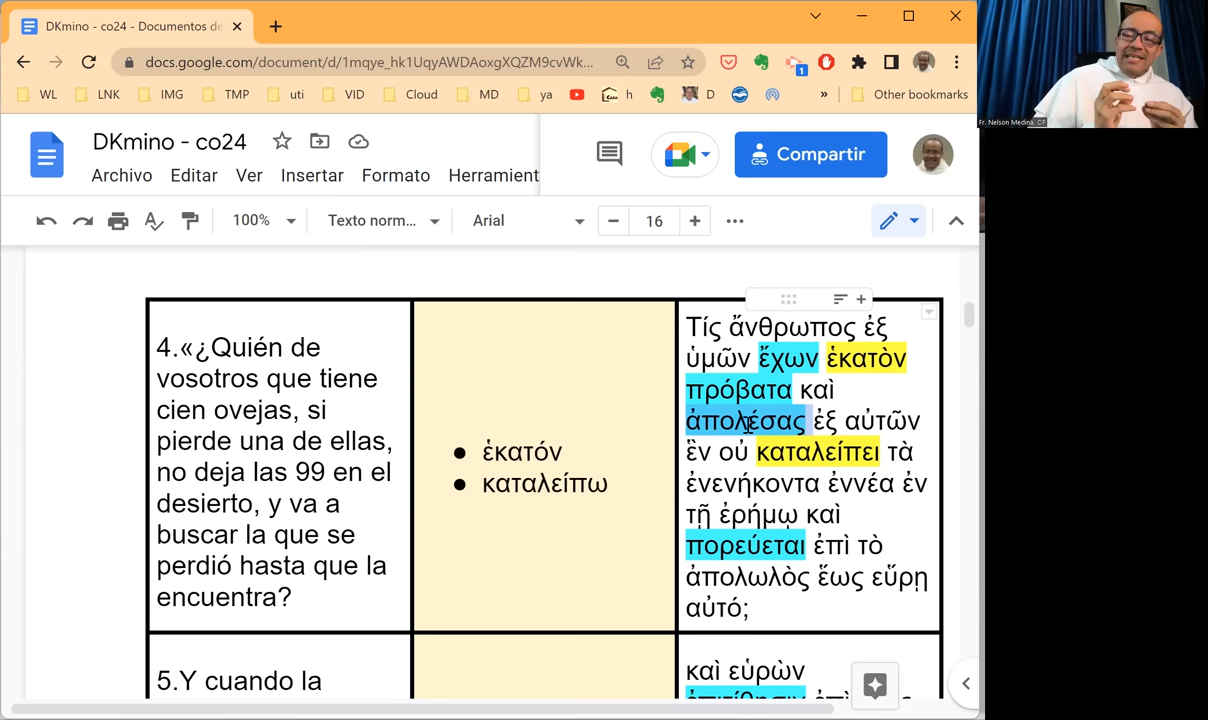 DKmino - co24 - Documentos de
docs.google.com/document/d/1mqye_hk1UqyAWDAoxgXQZM9cvWk...
WL
LNK
IMG
TMP
uti
VID
Cloud
MD
ya
h
D
»
Other bookmarks
Fr. Nelson Medina, OP
DKmino - co24
Compartir
Archivo Editar Ver Insertar Formato Herramient
100% Texto norm... Arial 16
4.«¿Quién de
vosotros que tiene
cien ovejas, si
pierde una de ellas,
no deja las 99 en el
desierto, y va a
buscar la que se
perdió hasta que la
encuentra?
● ἑκατόν
● καταλείπω
Τίς ἄνθρωπος ἐξ
ὑμῶν ἔχων ἑκατὸν
πρόβατα καὶ
ἀπολέσας ἐξ αὐτῶν
ἓν οὐ καταλείπει τὰ
ἐνενήκοντα ἐννέα ἐν
τῇ ἐρήμῳ καὶ
πορεύεται ἐπὶ τὸ
ἀπολωλὸς ἕως εὕρῃ
αὐτό;
5.Y cuando la
καὶ εὑρὼν